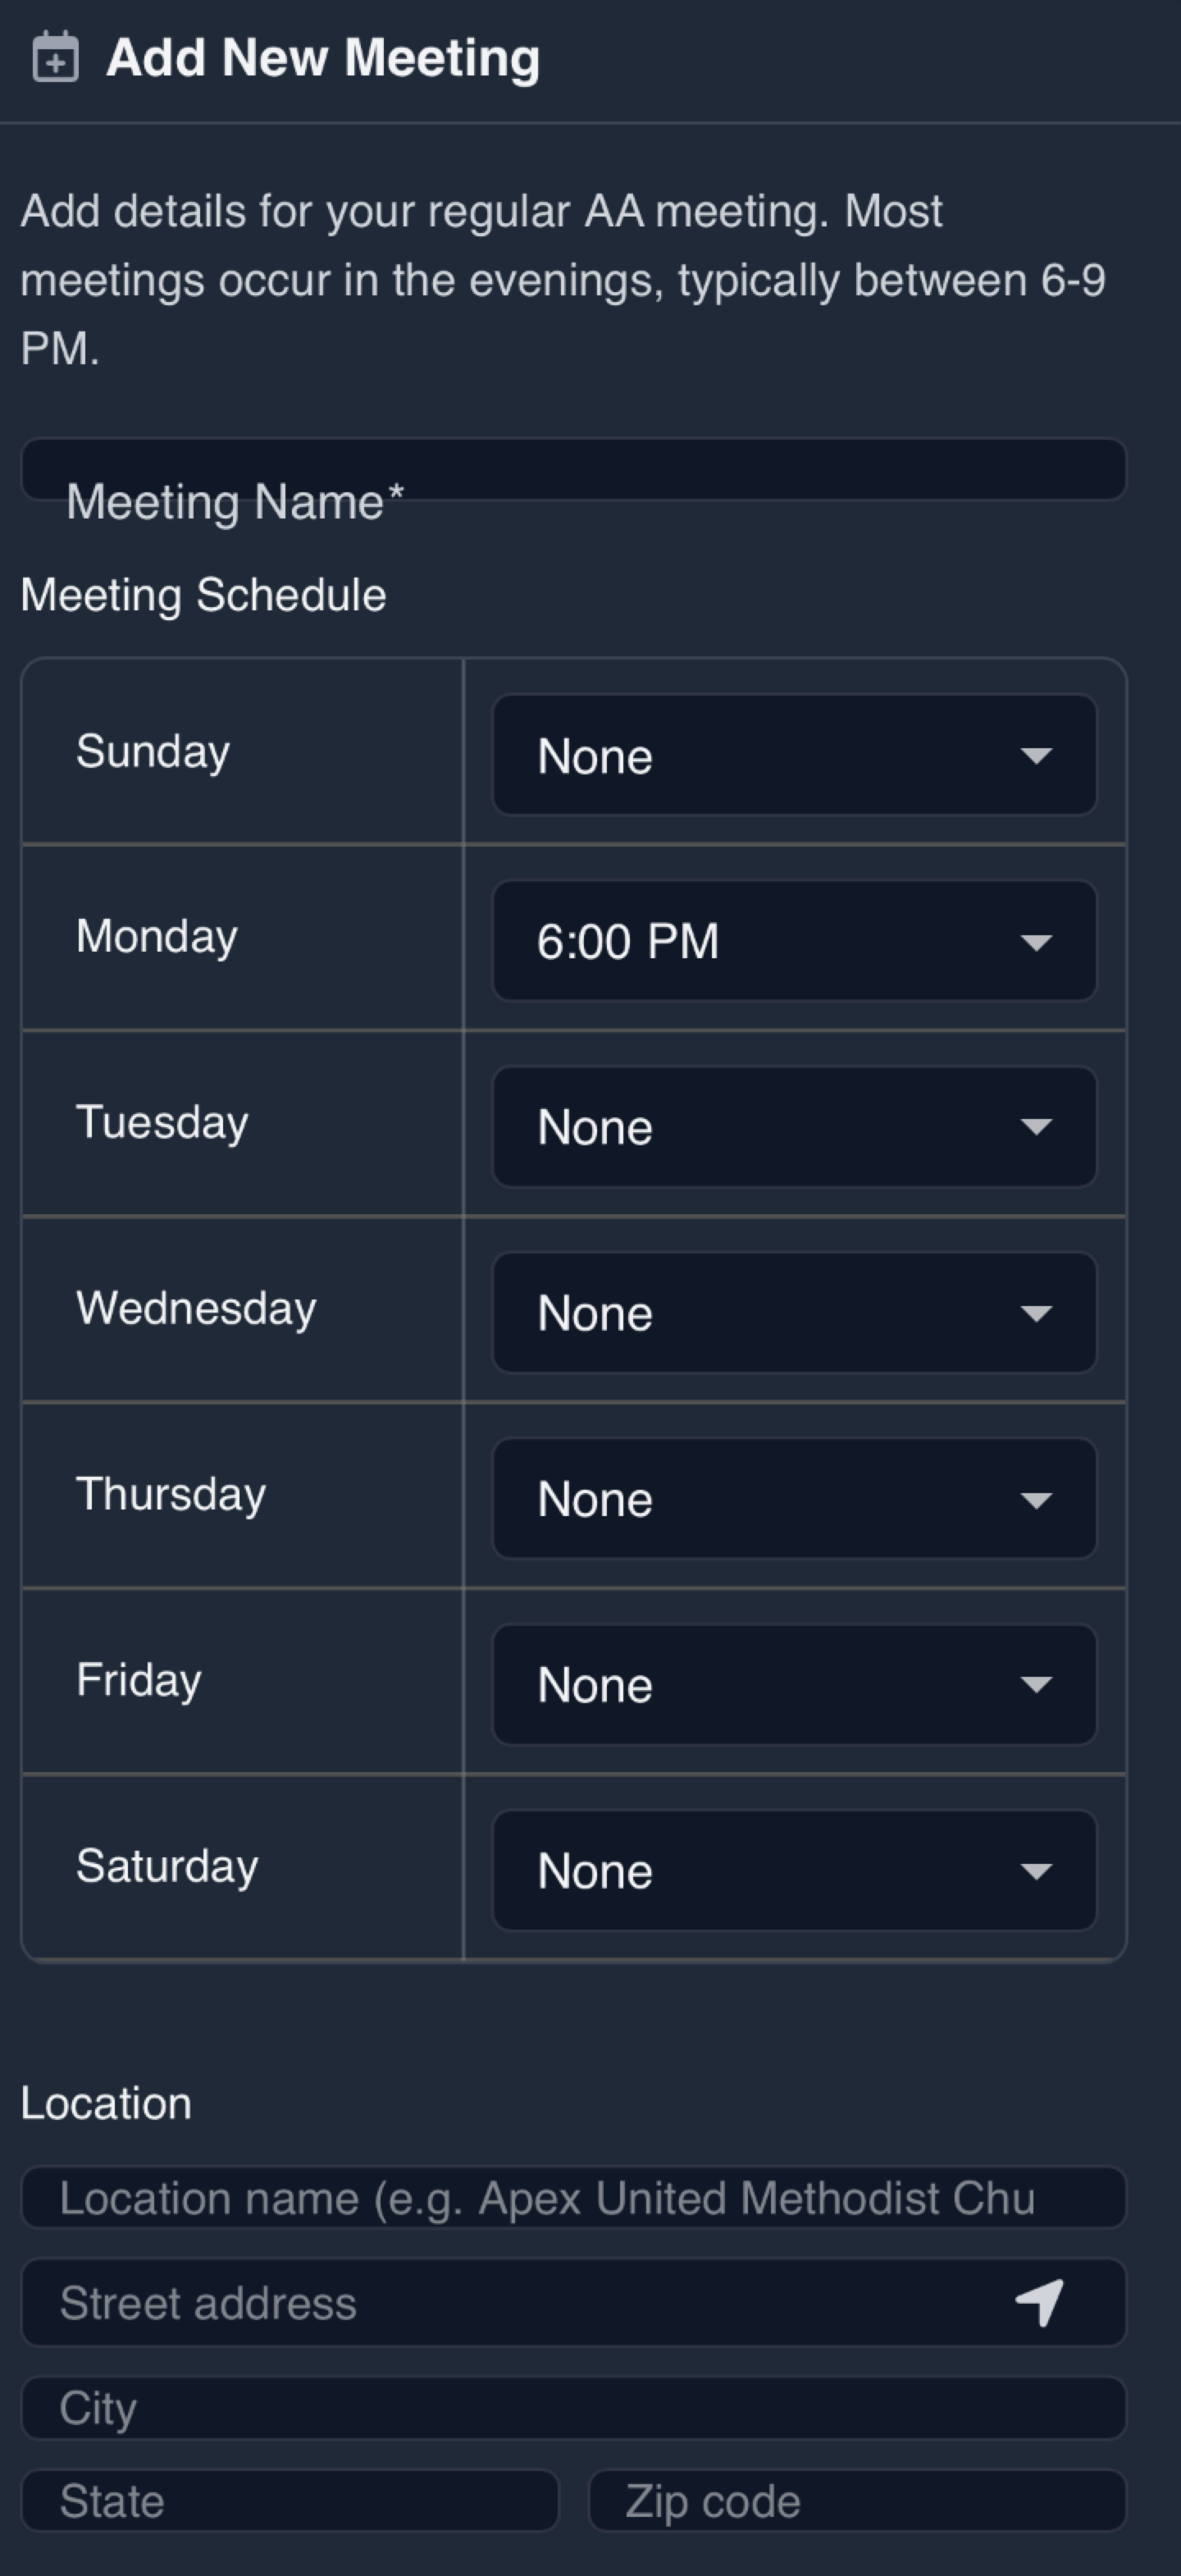 Add New Meeting
Add details for your regular AA meeting. Most
meetings occur in the evenings, typically between 6-9
PM.
Meeting Name*
Meeting Schedule
Sunday
None
Monday
6:00 PM
Tuesday
None
Wednesday
None
Thursday
None
Friday
None
Saturday
None
Location
Location name (e.g. Apex United Methodist Chu
Street address
City
State
Zip code